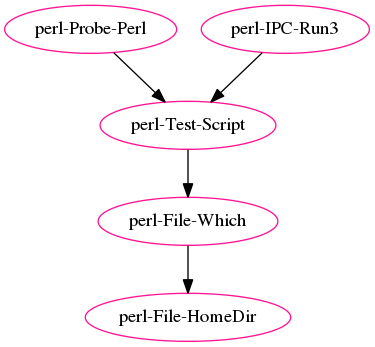 perl-Probe-Perl
perl-IPC-Run3
perl-Test-Script
perl-File-Which
perl-File-HomeDir